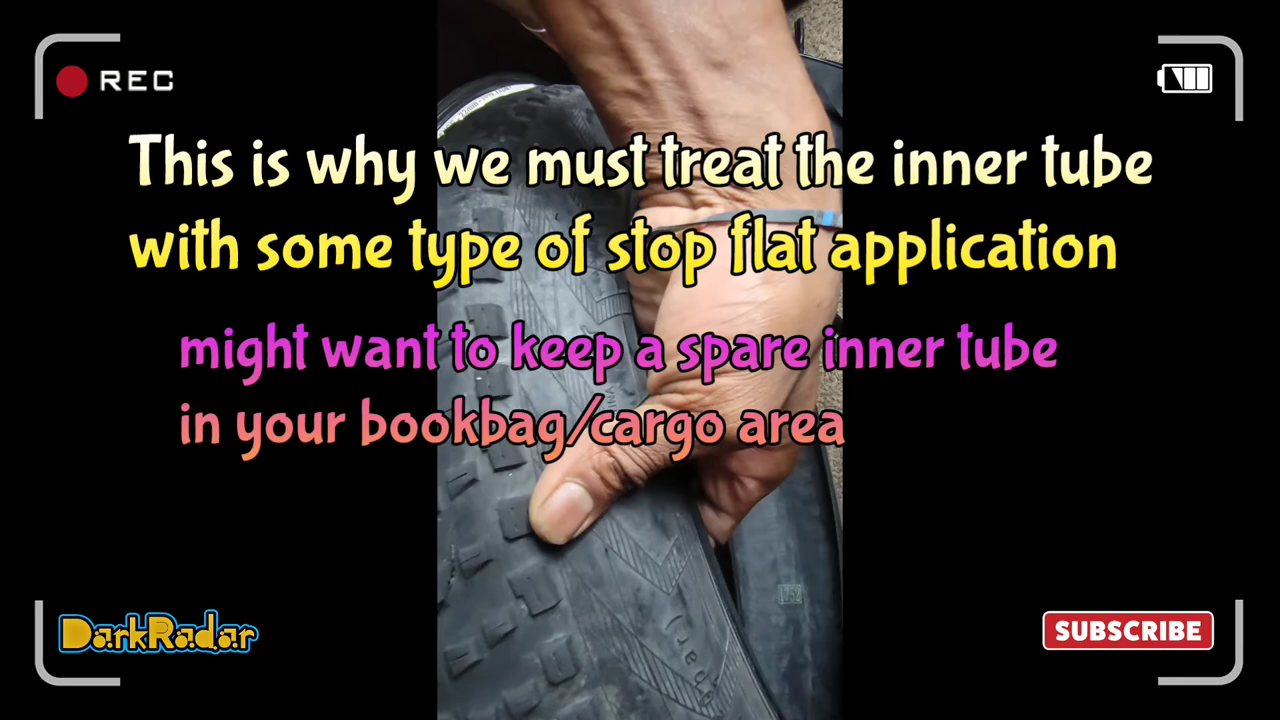 REC
This is why we must treat the inner tube
with some type of stop flat application
might want to keep a spare inner tube
in your bookbag/cargo area
DarkRadar
SUBSCRIBE